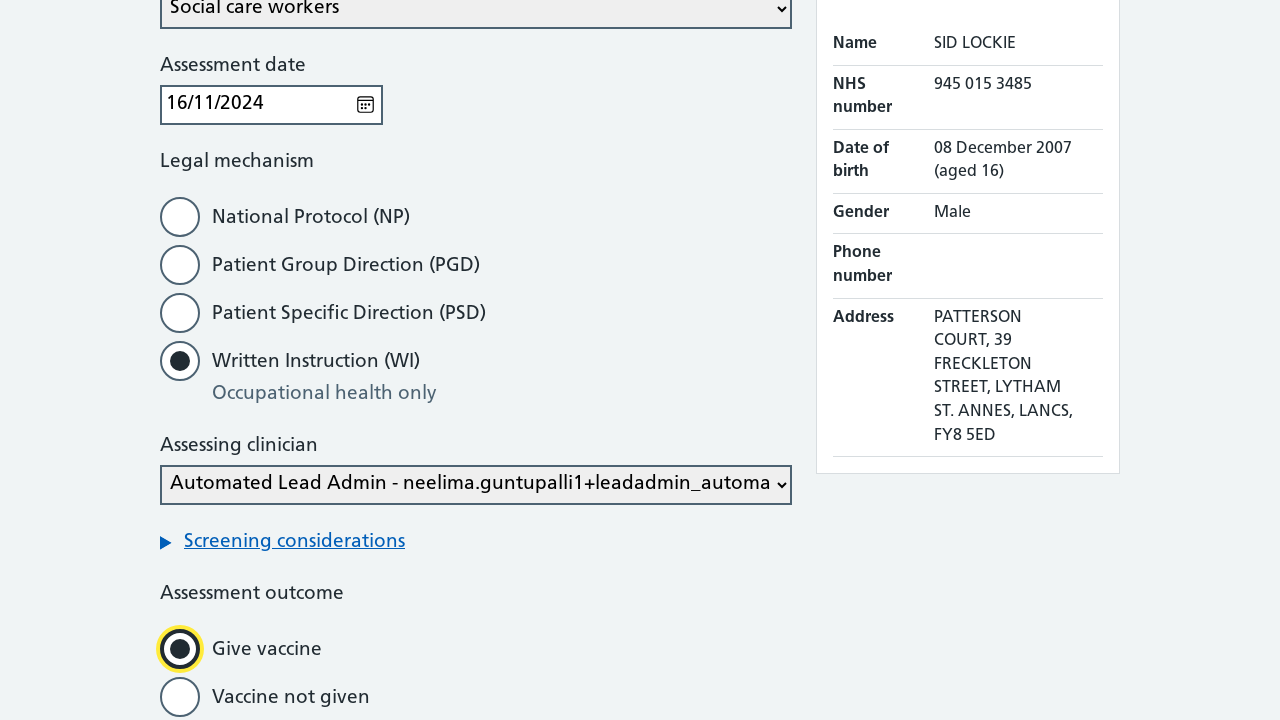 Social care workers
Assessment date
16/11/2024
Legal mechanism
National Protocol (NP)
Patient Group Direction (PGD)
Patient Specific Direction (PSD)
Written Instruction (WI)
Occupational health only
Assessing clinician
Automated Lead Admin - neelima.guntupalli1+leadadmin_automa
Screening considerations
Assessment outcome
Give vaccine
Vaccine not given
Name SID LOCKIE
NHS number 945 015 3485
Date of birth 08 December 2007 (aged 16)
Gender Male
Phone number
Address PATTERSON
COURT, 39
FRECKLETON
STREET, LYTHAM
ST. ANNES, LANCS,
FY8 5ED